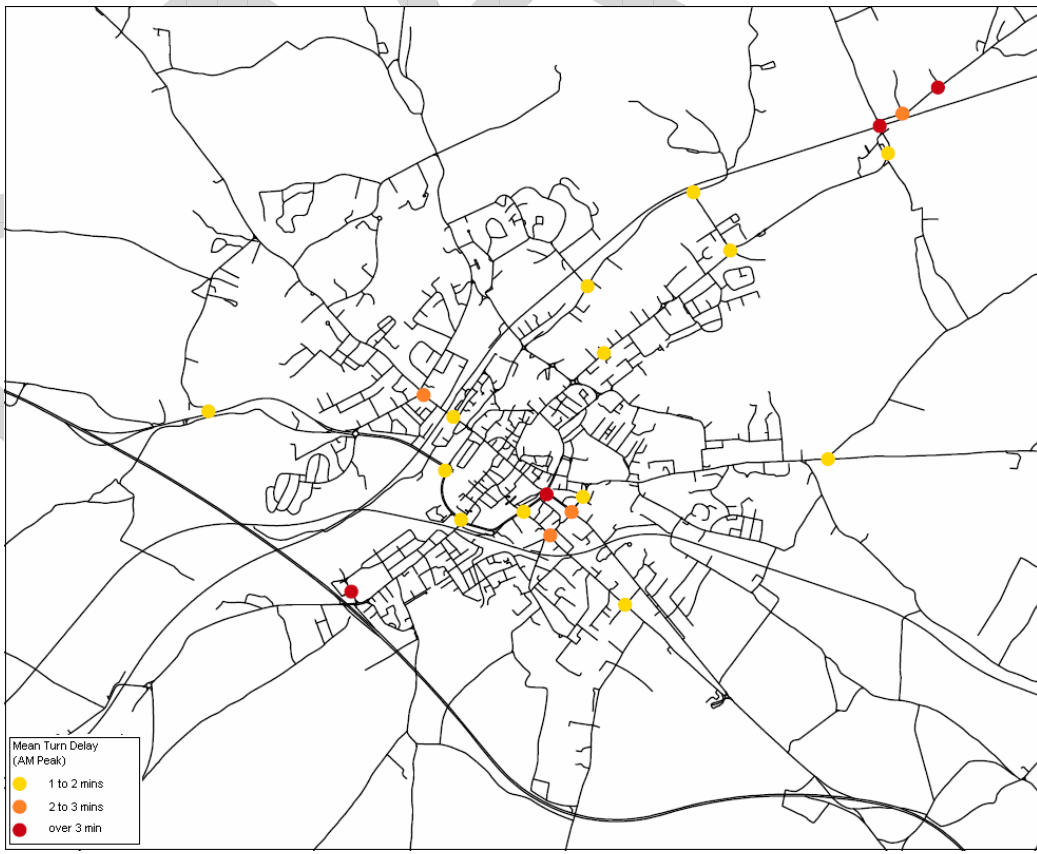 Mean Turn Delay
(AM Peak)
1 to 2 mins
2 to 3 mins
over 3 min